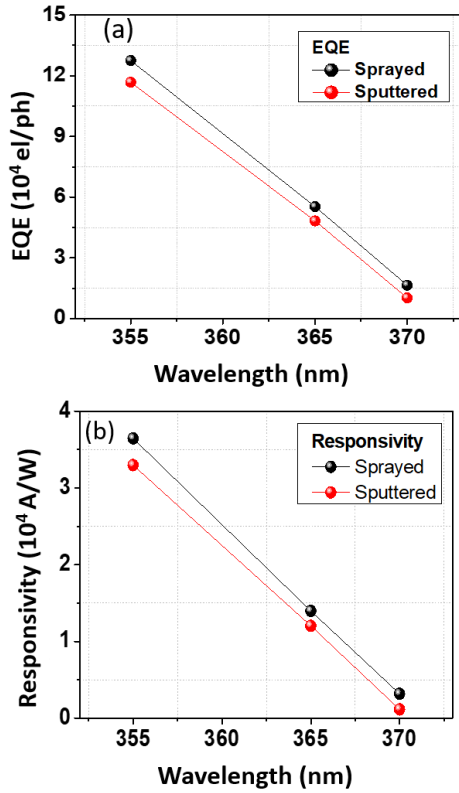 (a)
EQE
Sprayed
Sputtered
EQE (10⁴ el/ph)
15
12
9
6
3
0
355 360 365 370
Wavelength (nm)
(b)
Responsivity
Sprayed
Sputtered
Responsivity (10⁴ A/W)
4
3
2
1
0
355 360 365 370
Wavelength (nm)